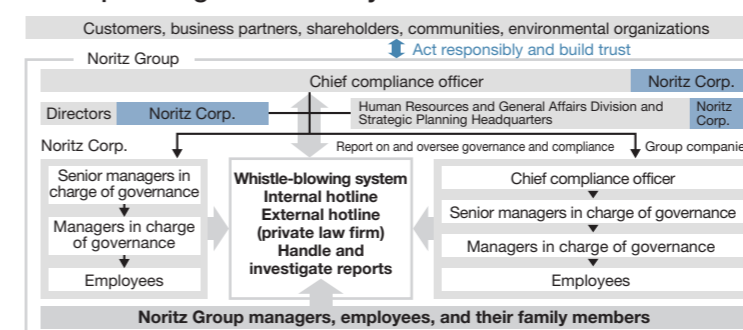 Customers, business partners, shareholders, communities, environmental organizations
Act responsibly and build trust
Noritz Group
Chief compliance officer
Noritz Corp.
Directors
Noritz Corp.
Human Resources and General Affairs Division and
Strategic Planning Headquarters
Noritz
Corp.
Noritz Corp.
Report on and oversee governance and compliance
Group companie
Senior managers in
charge of governance
Managers in charge
of governance
Employees
Whistle-blowing system
Internal hotline
External hotline
(private law firm)
Handle and
investigate reports
Chief compliance officer
Senior managers in charge of governance
Managers in charge of governance
Employees
Noritz Group managers, employees, and their family members